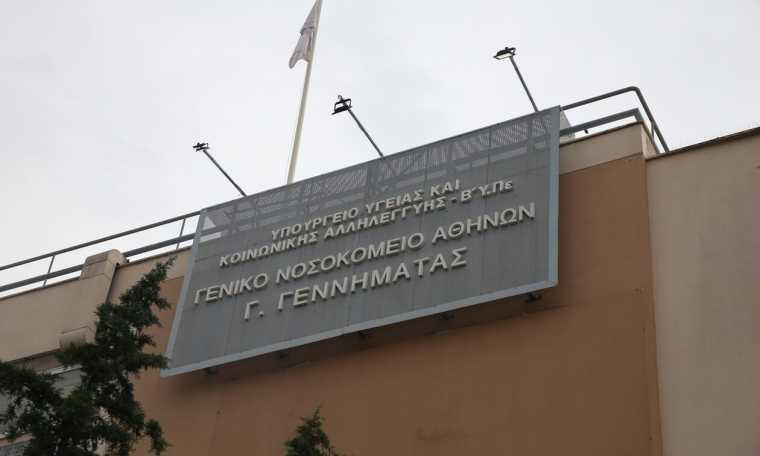 ΥΠΟΥΡΓΕΙΟ ΥΓΕΙΑΣ ΚΑΙ
ΚΟΙΝΩΝΙΚΗΣ ΑΛΛΗΛΕΓΓΥΗΣ - Β'Υ.Πε
ΓΕΝΙΚΟ ΝΟΣΟΚΟΜΕΙΟ ΑΘΗΝΩΝ
Γ. ΓΕΝΝΗΜΑΤΑΣ